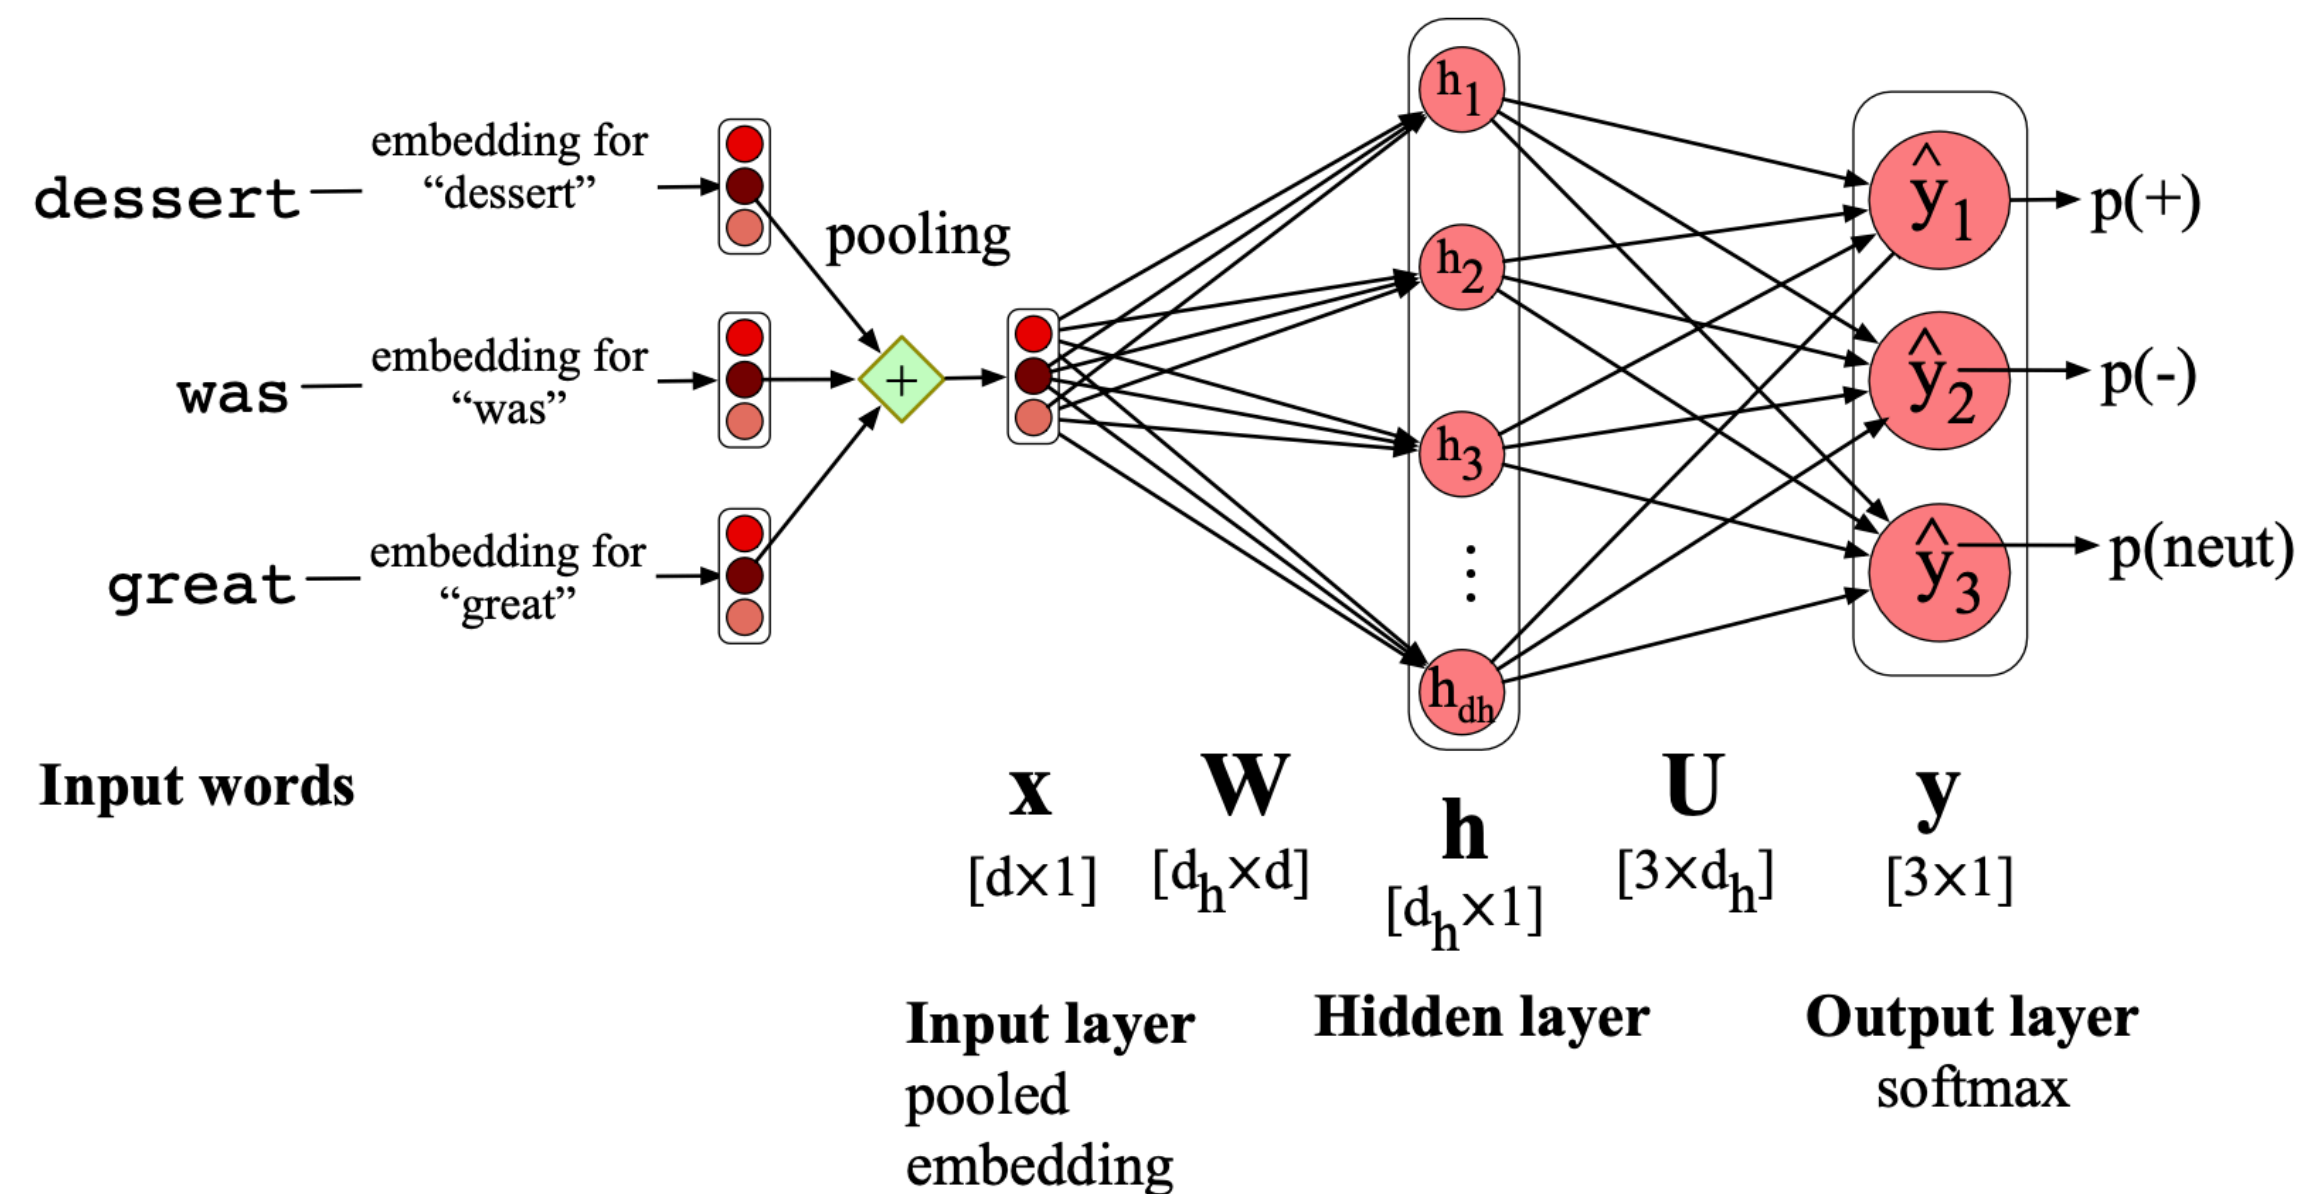 dessert
embedding for
“dessert”
was
embedding for
“was”
great
embedding for
“great”
pooling
+
h1
h2
h3
hdh
ŷ1
ŷ2
ŷ3
p(+)
p(-)
p(neut)
Input words
x
[d×1]
W
[dh×d]
h
[dh×1]
U
[3×dh]
y
[3×1]
Input layer
pooled
embedding
Hidden layer
Output layer
softmax